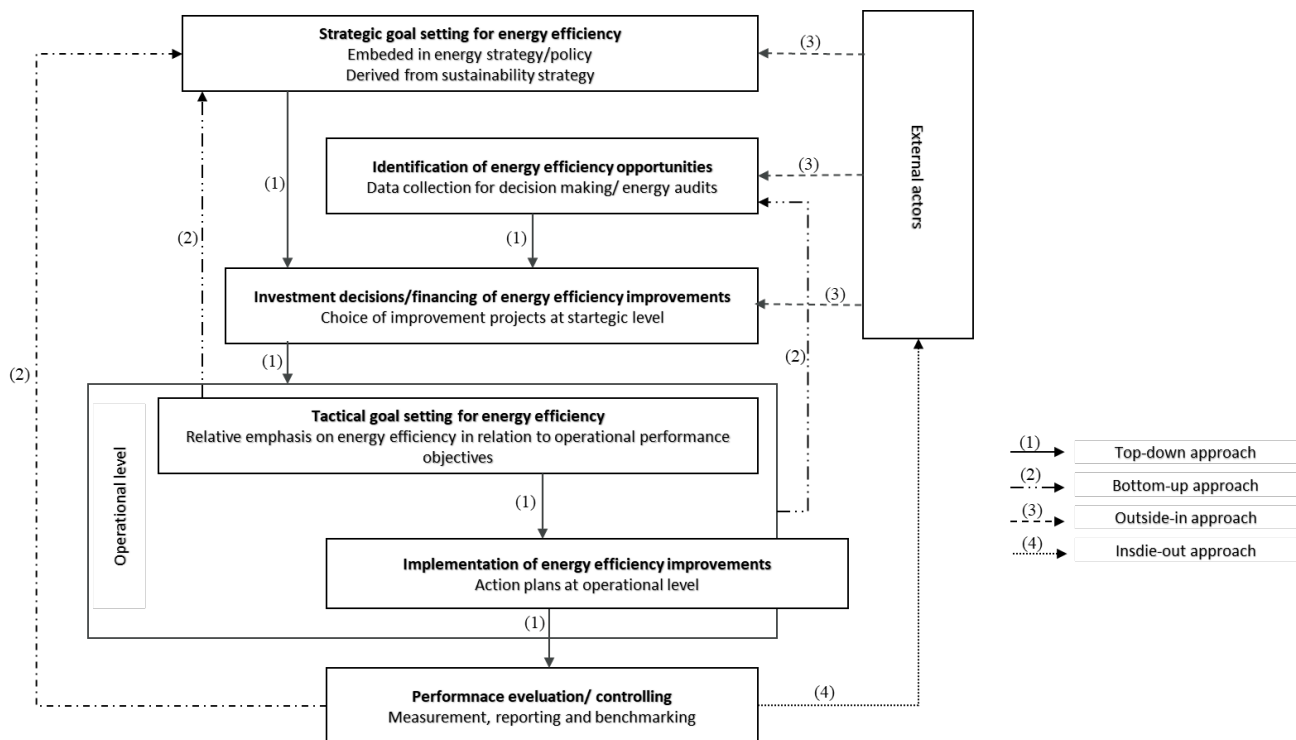 Strategic goal setting for energy efficiency
Embeded in energy strategy/policy
Derived from sustainability strategy
(3)
External actors
Identification of energy efficiency opportunities
Data collection for decision making/ energy audits
(3)
(1)
(2)
(1)
Investment decisions/financing of energy efficiency improvements
Choice of improvement projects at startegic level
(3)
(2)
(1)
(2)
Operational level
Tactical goal setting for energy efficiency
Relative emphasis on energy efficiency in relation to operational performance
objectives
(1)
Implementation of energy efficiency improvements
Action plans at operational level
(1)
Performnace evaluation/ controlling
Measurement, reporting and benchmarking
(4)
(1)
Top-down approach
(2)
Bottom-up approach
(3)
Outside-in approach
(4)
Insdie-out approach